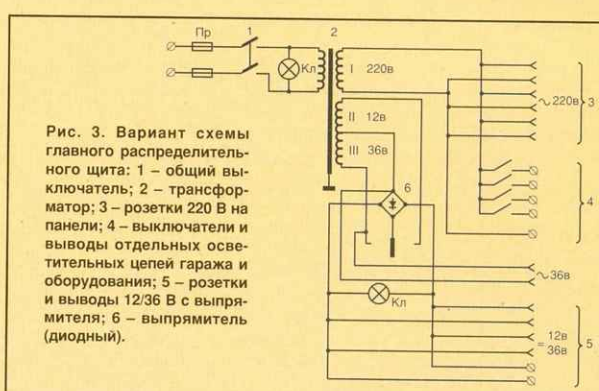 Пр 1 2
Кл
I 220в
II 12в
III 36в
~220в 3
4
6
~36в
Кл
12в
= 36в 5
Рис. 3. Вариант схемы
главного распределитель-
ного щита: 1 – общий вы-
ключатель; 2 – трансфор-
матор; 3 – розетки 220 В на
панели; 4 – выключатели и
выводы отдельных осве-
тительных цепей гаража и
оборудования; 5 – розетки
и выводы 12/36 В с выпря-
мителя; 6 – выпрямитель
(диодный).